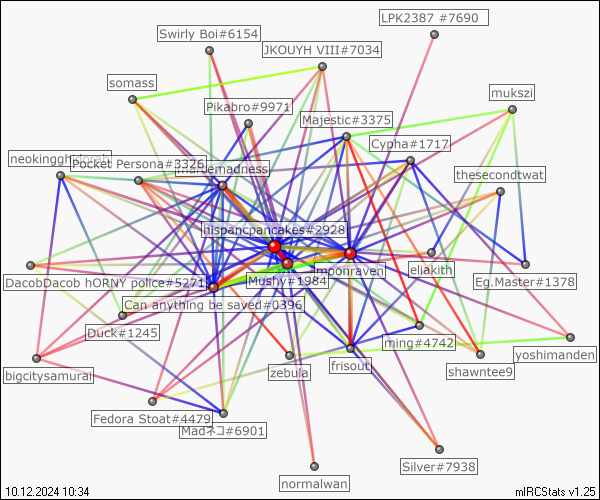 LPK2387 #7690
Swirly Boi#6154
JKOUYH VIII#7034
somass
mukszi
Pikabro#9971
Majestic#3375
Cypha#1717
Pocket Persona#3326
thesecondtwat
hispancpancakes#2928
DacobDacob hORNY police#5271
Mushy#1984
eliakith
Eg.Master#1378
Can anything be saved#0396
Duck#1245
ming#4742
yoshimanden
bigcitysamurai
zebula
frisout
shawntee9
Fedora Stoat#4479
Madネコ#6901
Silver#7938
normalwan
10.12.2024 10:34
mIRCStats v1.25